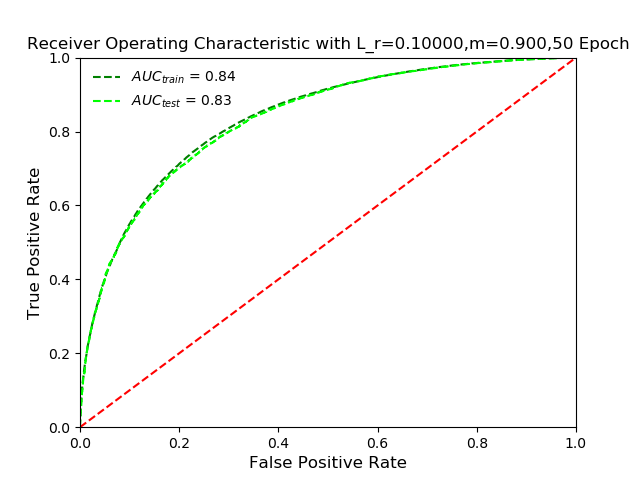 Receiver Operating Characteristic with L_r=0.10000,m=0.900,50 Epoch
AUCtrain = 0.84
AUCtest = 0.83
True Positive Rate
1.0
0.8
0.6
0.4
0.2
0.0
0.0 0.2 0.4 0.6 0.8 1.0
False Positive Rate